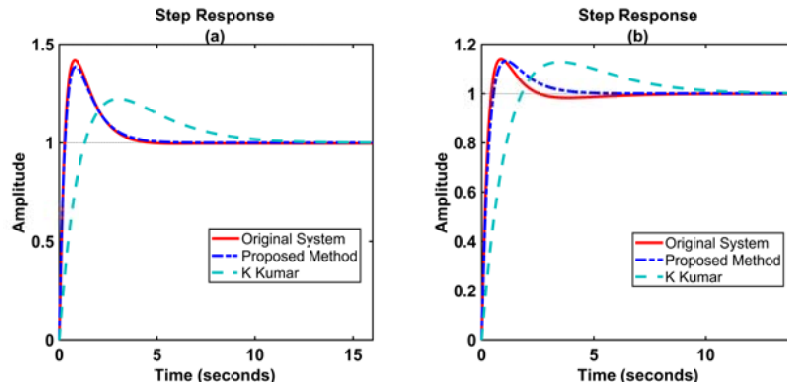 Step Response
(a)
1.5
1
0.5
0
0
5
10
15
Amplitude
Time (seconds)
Original System
Proposed Method
K Kumar
Step Response
(b)
1.2
1
0.8
0.6
0.4
0.2
0
0
5
10
Amplitude
Time (seconds)
Original System
Proposed Method
K Kumar